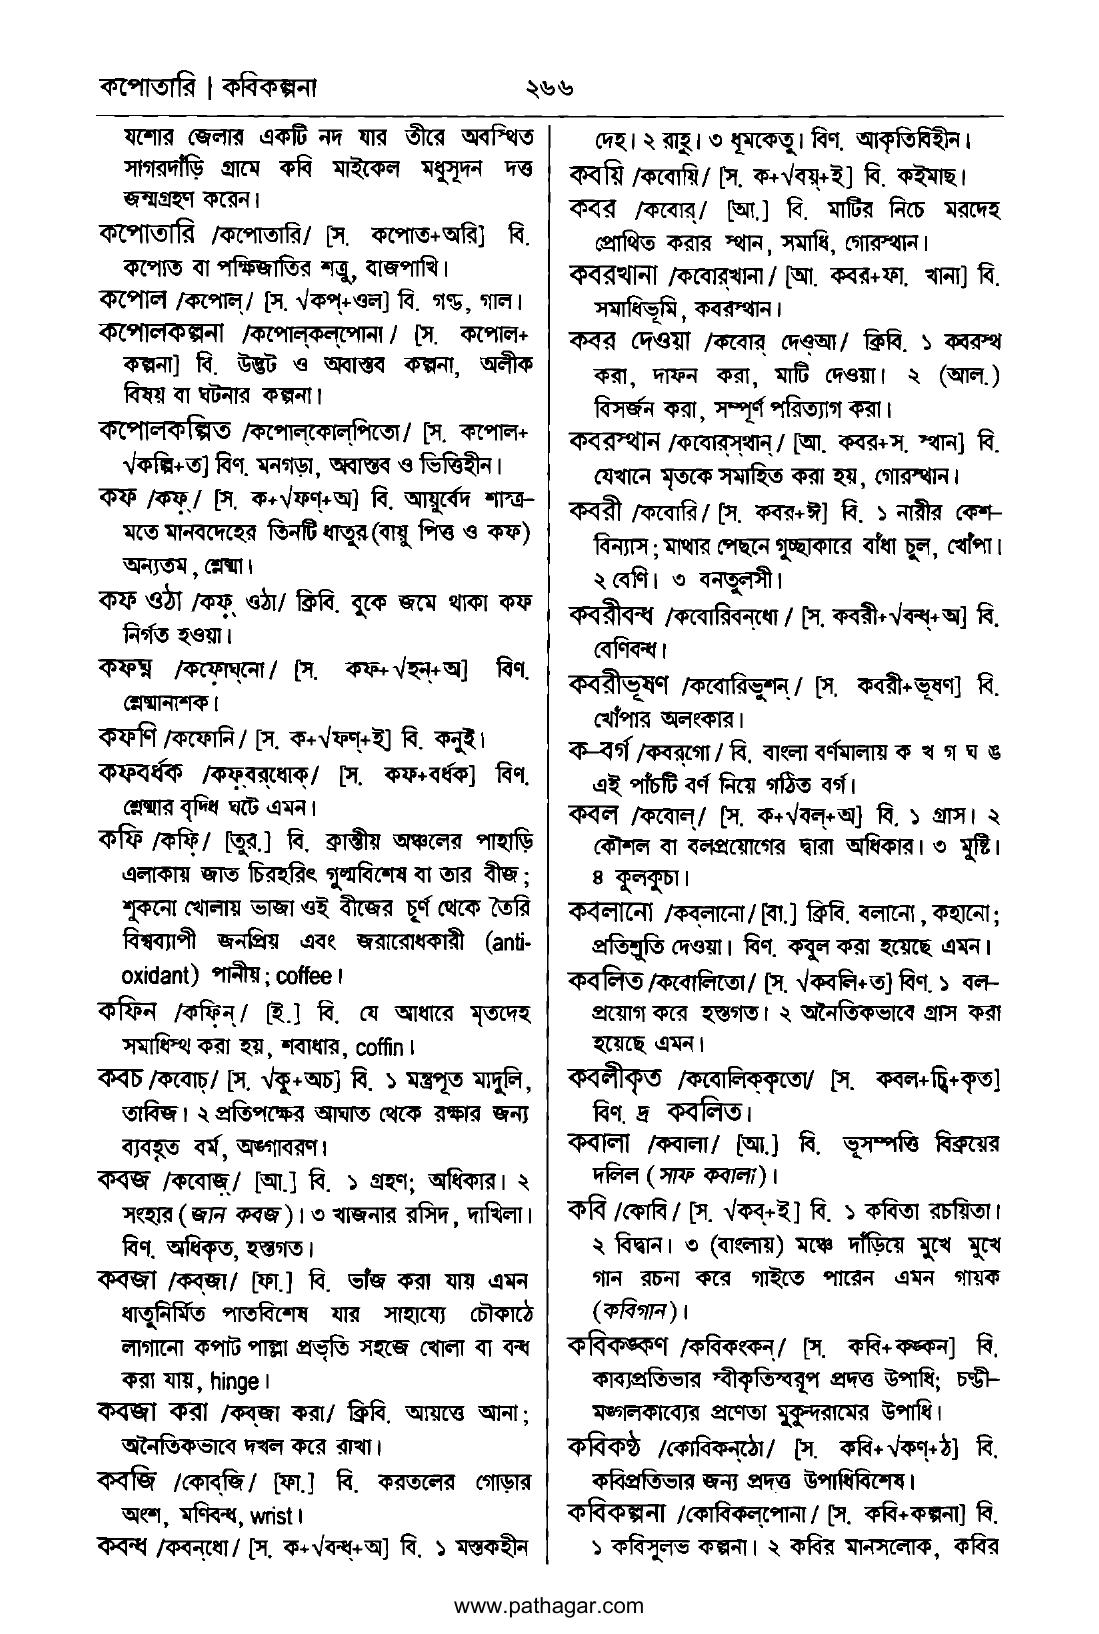 কপোতারি | কবিকল্পনা
২৬৬
যশোর জেলার একটি নদ যার তীরে অবস্থিত
সাগরদাঁড়ি গ্রামে কবি মাইকেল মধুসূদন দত্ত
জন্মগ্রহণ করেন।
কপোতারি /কপোতারি/ [স. কপোত+অরি] বি.
কপোত বা পক্ষিজাতির শত্রু, বাজপাখি।
কপোল /কপোল্/ [স. √কপ্+ওল] বি. গণ্ড, গাল।
কপোলকল্পনা /কপোল্‌কল্‌পোনা/ [স. কপোল+
কল্পনা] বি. উদ্ভট ও অবাস্তব কল্পনা, অলীক
বিষয় বা ঘটনার কল্পনা।
কপোলকল্পিত /কপোল্‌কোল্‌পিতো/ [স. কপোল+
√কল্পি+ত] বিণ. মনগড়া, অবাস্তব ও ভিত্তিহীন।
কফ /কফ্/ [স. ক+√ফণ্+অ] বি. আয়ুর্বেদ শাস্ত্র-
মতে মানবদেহের তিনটি ধাতুর (বায়ু পিত্ত ও কফ)
অন্যতম, শ্লেষ্মা।
কফ ওঠা /কফ্ ওঠা/ ক্রিবি. বুকে জমে থাকা কফ
নির্গত হওয়া।
কফঘ্ন /কফোঘ্‌নো/ [স. কফ+√হন্+অ] বিণ.
শ্লেষ্মানাশক।
কফণি /কফোনি/ [স. ক+√ফণ্+ই] বি. কনুই।
কফবর্ধক /কফ্‌বর্‌ধোক্/ [স. কফ+বর্ধক] বিণ.
শ্লেষ্মার বৃদ্ধি ঘটে এমন।
কফি /কফি/ [তুর.] বি. ক্রান্তীয় অঞ্চলের পাহাড়ি
এলাকায় জাত চিরহরিৎ গুল্মবিশেষ বা তার বীজ;
শুকনো খোলায় ভাজা ওই বীজের চূর্ণ থেকে তৈরি
বিশ্বব্যাপী জনপ্রিয় এবং জরারোধকারী (anti-
oxidant) পানীয়; coffee।
কফিন /কফিন্/ [ই.] বি. যে আধারে মৃতদেহ
সমাধিস্থ করা হয়, শবাধার, coffin।
কবচ /কবোচ্/ [স. √কু+অচ] বি. ১ মন্ত্রপূত মাদুলি,
তাবিজ। ২ প্রতিপক্ষের আঘাত থেকে রক্ষার জন্য
ব্যবহৃত বর্ম, অঙ্গাবরণ।
কবজ /কবোজ্/ [আ.] বি. ১ গ্রহণ; অধিকার। ২
সংহার (জান কবজ)। ৩ খাজনার রসিদ, দাখিলা।
বিণ. অধিকৃত, হস্তগত।
কবজা /কব্‌জা/ [ফা.] বি. ভাঁজ করা যায় এমন
ধাতুনির্মিত পাতবিশেষ যার সাহায্যে চৌকাঠে
লাগানো কপাট পাল্লা প্রভৃতি সহজে খোলা বা বন্ধ
করা যায়, hinge।
কবজা করা /কব্‌জা করা/ ক্রিবি. আয়ত্তে আনা;
অনৈতিকভাবে দখল করে রাখা।
কবজি /কোব্‌জি/ [ফা.] বি. করতলের গোড়ার
অংশ, মণিবন্ধ, wrist।
কবন্ধ /কবন্‌ধো/ [স. ক+√বন্ধ্+অ] বি. ১ মস্তকহীন
দেহ। ২ রাহু। ৩ ধূমকেতু। বিণ. আকৃতিবিহীন।
কবয়ি /কবোয়ি/ [স. ক+√বয়্+ই] বি. কইমাছ।
কবর /কবোর্/ [আ.] বি. মাটির নিচে মরদেহ
প্রোথিত করার স্থান, সমাধি, গোরস্থান।
কবরখানা /কবোর্‌খানা/ [আ. কবর+ফা. খানা] বি.
সমাধিভূমি, কবরস্থান।
কবর দেওয়া /কবোর্ দেওআ/ ক্রিবি. ১ কবরস্থ
করা, দাফন করা, মাটি দেওয়া। ২ (আল.)
বিসর্জন করা, সম্পূর্ণ পরিত্যাগ করা।
কবরস্থান /কবোর্‌স্‌থান্/ [আ. কবর+স. স্থান] বি.
যেখানে মৃতকে সমাহিত করা হয়, গোরস্থান।
কবরী /কবোরি/ [স. কবর+ঈ] বি. ১ নারীর কেশ-
বিন্যাস; মাথার পেছনে গুচ্ছাকারে বাঁধা চুল, খোঁপা।
২ বেণি। ৩ বনতুলসী।
কবরীবন্ধ /কবোরিবন্‌ধো/ [স. কবরী+√বন্ধ্+অ] বি.
বেণিবন্ধ।
কবরীভূষণ /কবোরিভুশন্/ [স. কবরী+ভূষণ] বি.
খোঁপার অলংকার।
ক-বর্গ /কবর্‌গো/ বি. বাংলা বর্ণমালায় ক খ গ ঘ ঙ
এই পাঁচটি বর্ণ নিয়ে গঠিত বর্গ।
কবল /কবোল্/ [স. ক+√বল্+অ] বি. ১ গ্রাস। ২
কৌশল বা বলপ্রয়োগের দ্বারা অধিকার। ৩ মুষ্টি।
৪ কুলকুচা।
কবলানো /কব্‌লানো/ [বা.] ক্রিবি. বলানো, কহানো;
প্রতিশ্রুতি দেওয়া। বিণ. কবুল করা হয়েছে এমন।
কবলিত /কবোলিতো/ [স. √কবলি+ত] বিণ. ১ বল-
প্রয়োগ করে হস্তগত। ২ অনৈতিকভাবে গ্রাস করা
হয়েছে এমন।
কবলীকৃত /কবোলিক্‌কৃতো/ [স. কবল+চ্বি+কৃত]
বিণ. দ্র কবলিত।
কবালা /কবালা/ [আ.] বি. ভূসম্পত্তি বিক্রয়ের
দলিল (সাফ কবালা)।
কবি /কোবি/ [স. √কব্+ই] বি. ১ কবিতা রচয়িতা।
২ বিদ্বান। ৩ (বাংলায়) মঞ্চে দাঁড়িয়ে মুখে মুখে
গান রচনা করে গাইতে পারেন এমন গায়ক
(কবিগান)।
কবিকঙ্কণ /কবিকংকন্/ [স. কবি+কঙ্কন] বি.
কাব্যপ্রতিভার স্বীকৃতিস্বরূপ প্রদত্ত উপাধি; চণ্ডী-
মঙ্গলকাব্যের প্রণেতা মুকুন্দরামের উপাধি।
কবিকণ্ঠ /কোবিকন্‌ঠো/ [স. কবি+√কণ্+ঠ] বি.
কবিপ্রতিভার জন্য প্রদত্ত উপাধিবিশেষ।
কবিকল্পনা /কোবিকল্‌পোনা/ [স. কবি+কল্পনা] বি.
১ কবিসুলভ কল্পনা। ২ কবির মানসলোক, কবির
www.pathagar.com